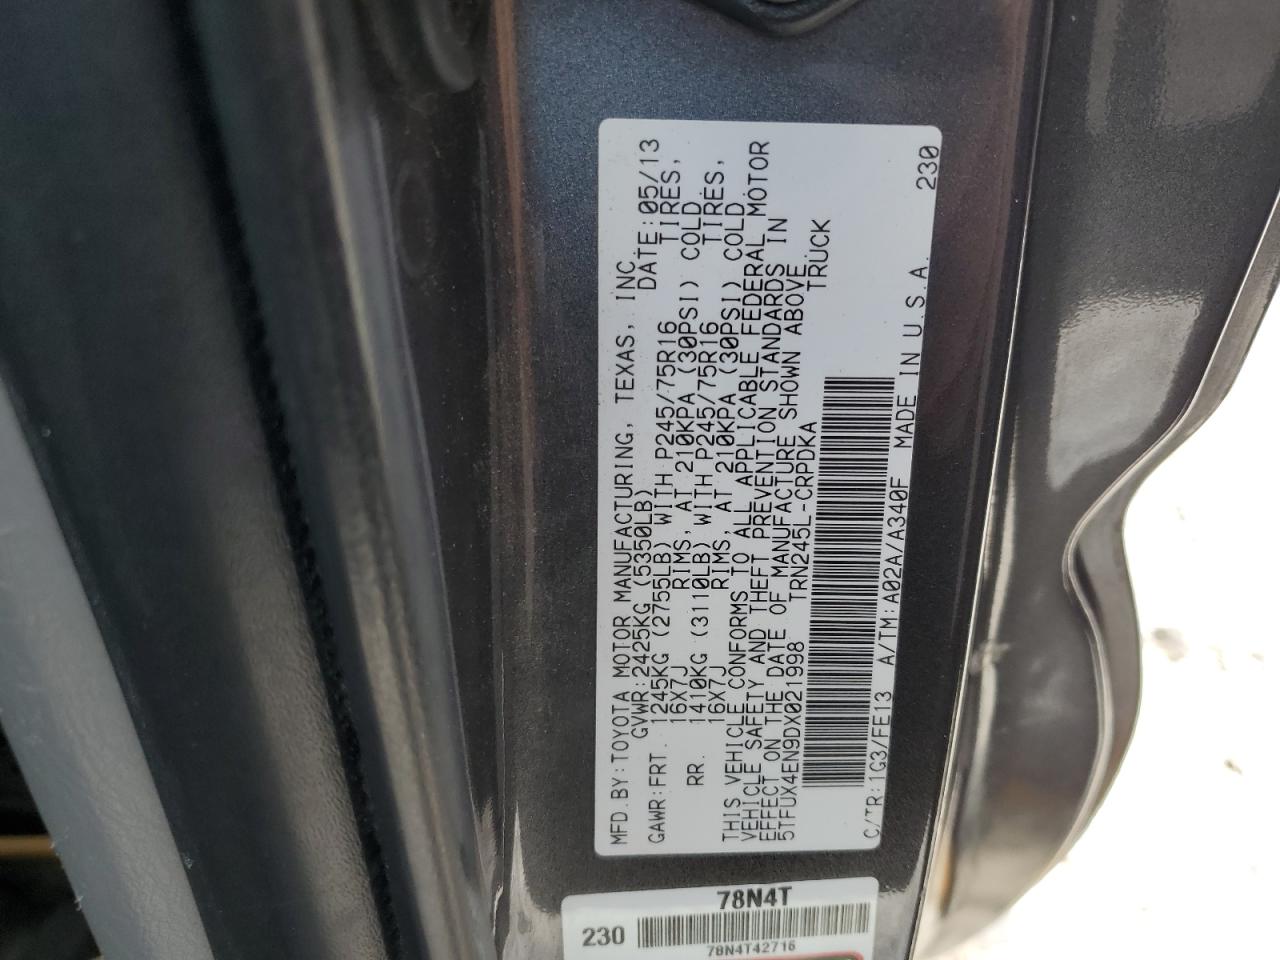 MFD.BY:TOYOTA MOTOR MANUFACTURING, TEXAS, INC.
GVWR:2425KG (5350LB) DATE:05/13
GAWR:FRT. 1245KG (2755LB) WITH P245/75R16 TIRES,
16X7J RIMS, AT 210KPA (30PSI) COLD
RR. 1410KG (3110LB) WITH P245/75R16 TIRES,
16X7J RIMS, AT 210KPA (30PSI) COLD
THIS VEHICLE CONFORMS TO ALL APPLICABLE FEDERAL MOTOR
VEHICLE SAFETY AND THEFT PREVENTION STANDARDS IN
EFFECT ON THE DATE OF MANUFACTURE SHOWN ABOVE.
5TFUX4EN9DX021998 TRN245L-CRPDKA TRUCK
C/TR:1G3/FE13 A/TM:A02A/A340F MADE IN U.S.A. 230
78N4T
230
78N4T42716